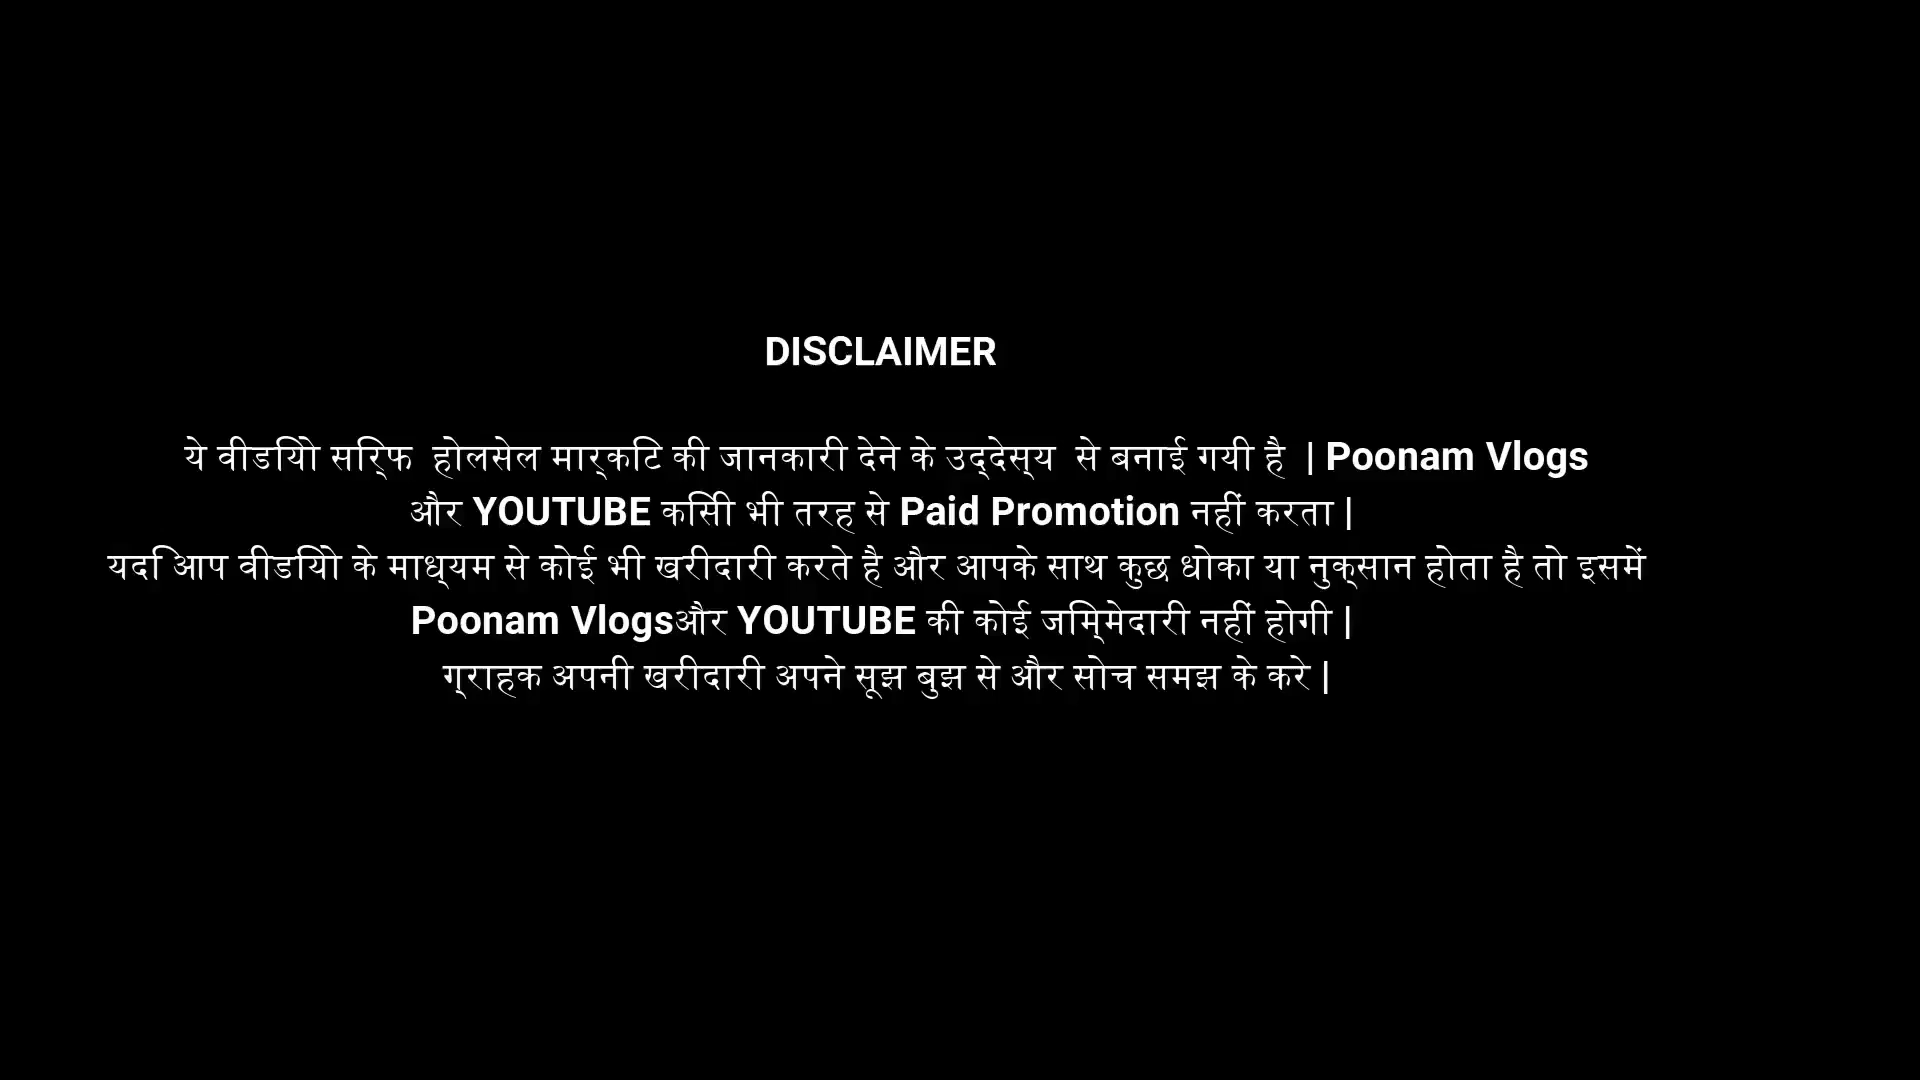 DISCLAIMER
ये वीडियो सिर्फ होलसेल मार्किट की जानकारी देने के उद्देस्य से बनाई गयी है | Poonam Vlogs
और YOUTUBE किसी भी तरह से Paid Promotion नहीं करता |
यदि आप वीडियो के माध्यम से कोई भी खरीदारी करते है और आपके साथ कुछ धोका या नुक्सान होता है तो इसमें
Poonam Vlogsऔर YOUTUBE की कोई जिम्मेदारी नहीं होगी |
ग्राहक अपनी खरीदारी अपने सूझ बुझ से और सोच समझ के करे |